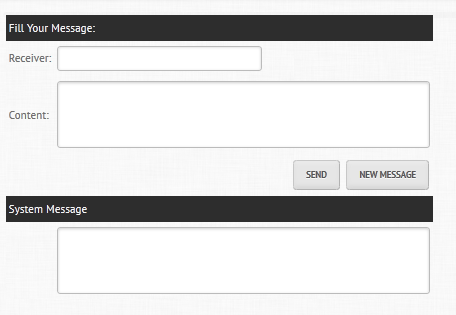 Fill Your Message:
Receiver:
Content:
SEND NEW MESSAGE
System Message